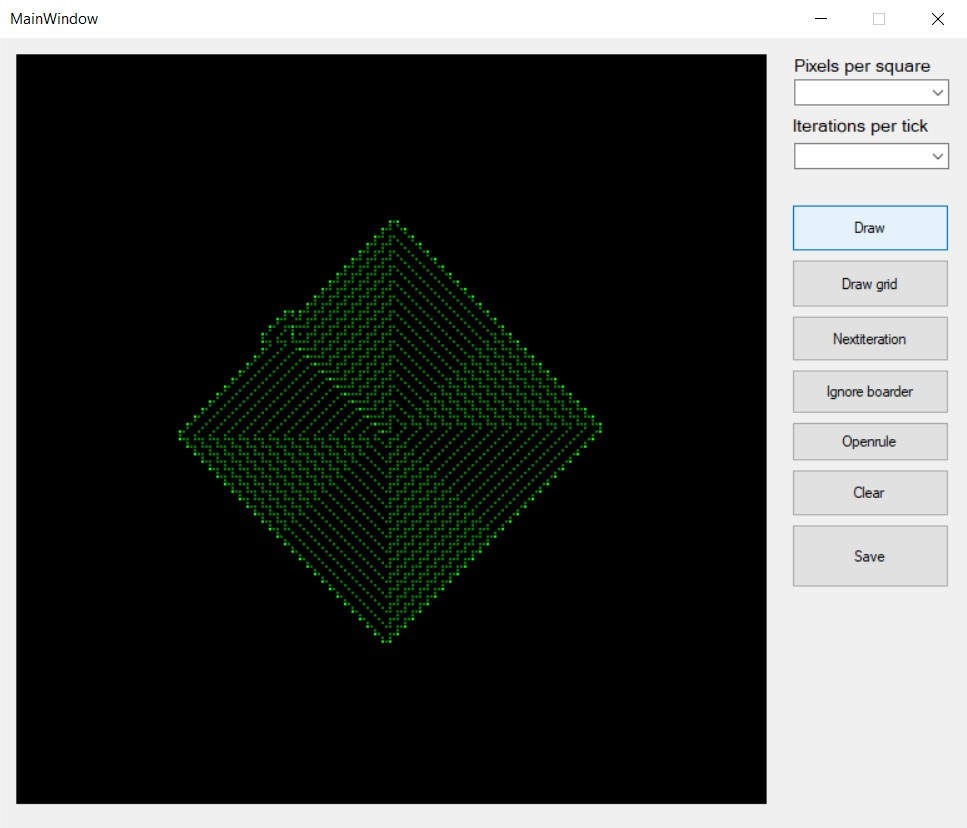 MainWindow
Pixels per square
Iterations per tick
Draw
Draw grid
Nextiteration
Ignore boarder
Openrule
Clear
Save